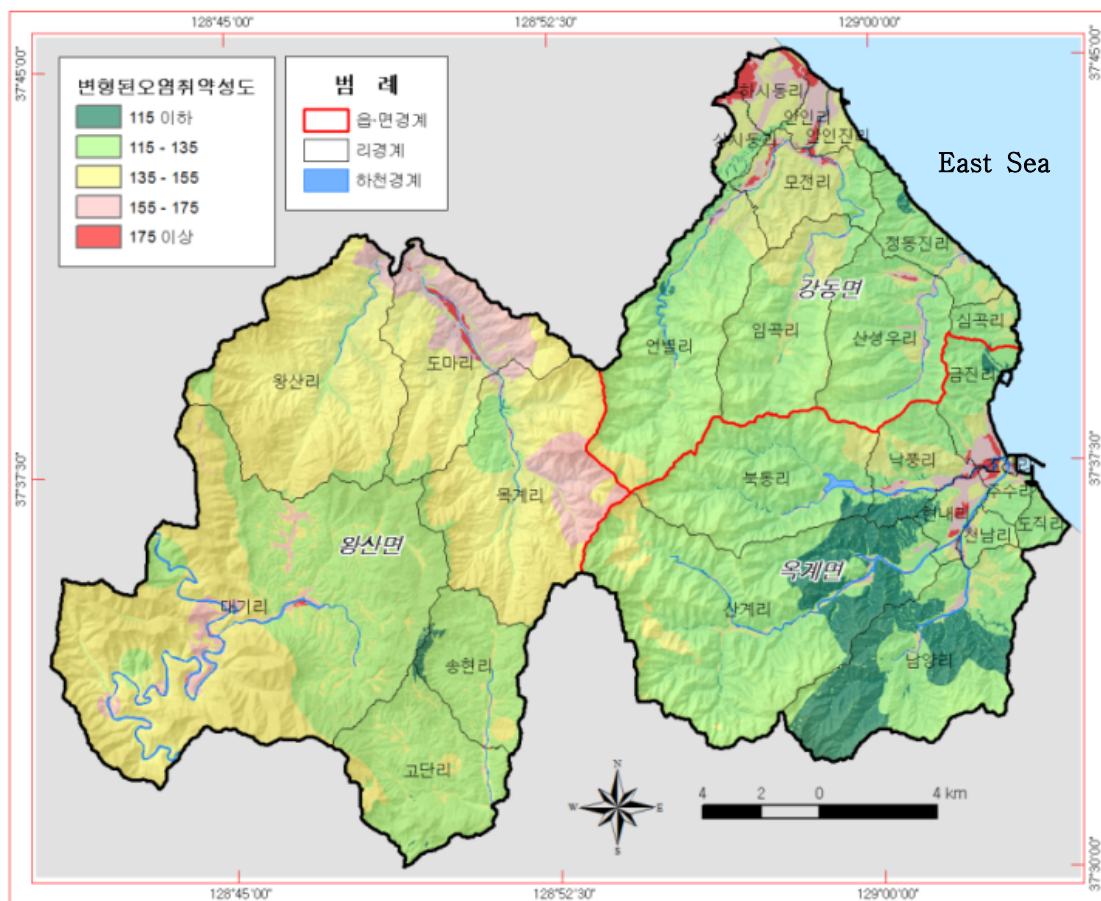 128°45'00"
128°52'30"
129°00'00"
37°45'00"
37°45'00"
변형된오염취약성도
115 이하
115 - 135
135 - 155
155 - 175
175 이상
범 례
읍·면경계
리경계
하천경계
East Sea
하시동리
안인리
안인진리
모전리
정동진리
강동면
심곡리
임곡리
산성우리
언별리
금진리
도마리
왕산리
37°37'30"
37°37'30"
낙풍리
북동리
목계리
주수리
현내리
도직리
천남리
왕산면
옥계면
대기리
산계리
송현리
남양리
고단리
N
W
E
S
4
2
0
4 km
37°30'00"
128°45'00"
128°52'30"
129°00'00"